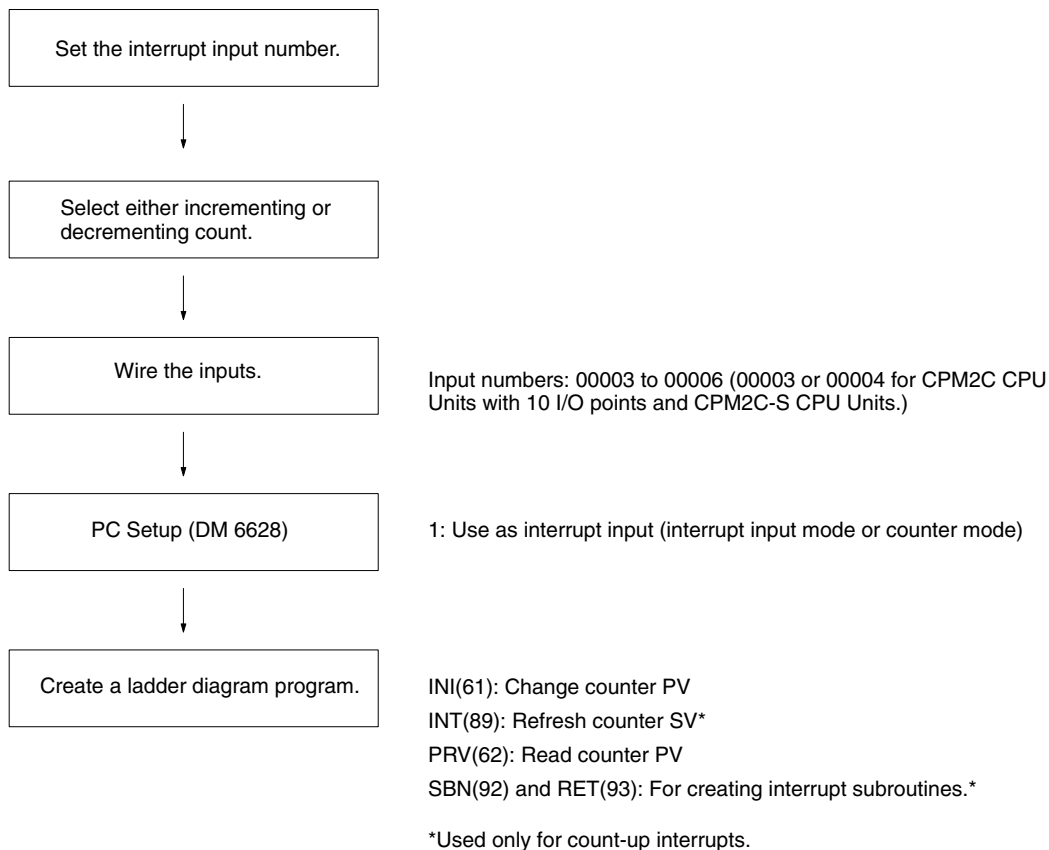 Set the interrupt input number.
Select either incrementing or
decrementing count.
Wire the inputs.
Input numbers: 00003 to 00006 (00003 or 00004 for CPM2C CPU
Units with 10 I/O points and CPM2C-S CPU Units.)
PC Setup (DM 6628)
1: Use as interrupt input (interrupt input mode or counter mode)
Create a ladder diagram program.
INI(61): Change counter PV
INT(89): Refresh counter SV*
PRV(62): Read counter PV
SBN(92) and RET(93): For creating interrupt subroutines.*
*Used only for count-up interrupts.